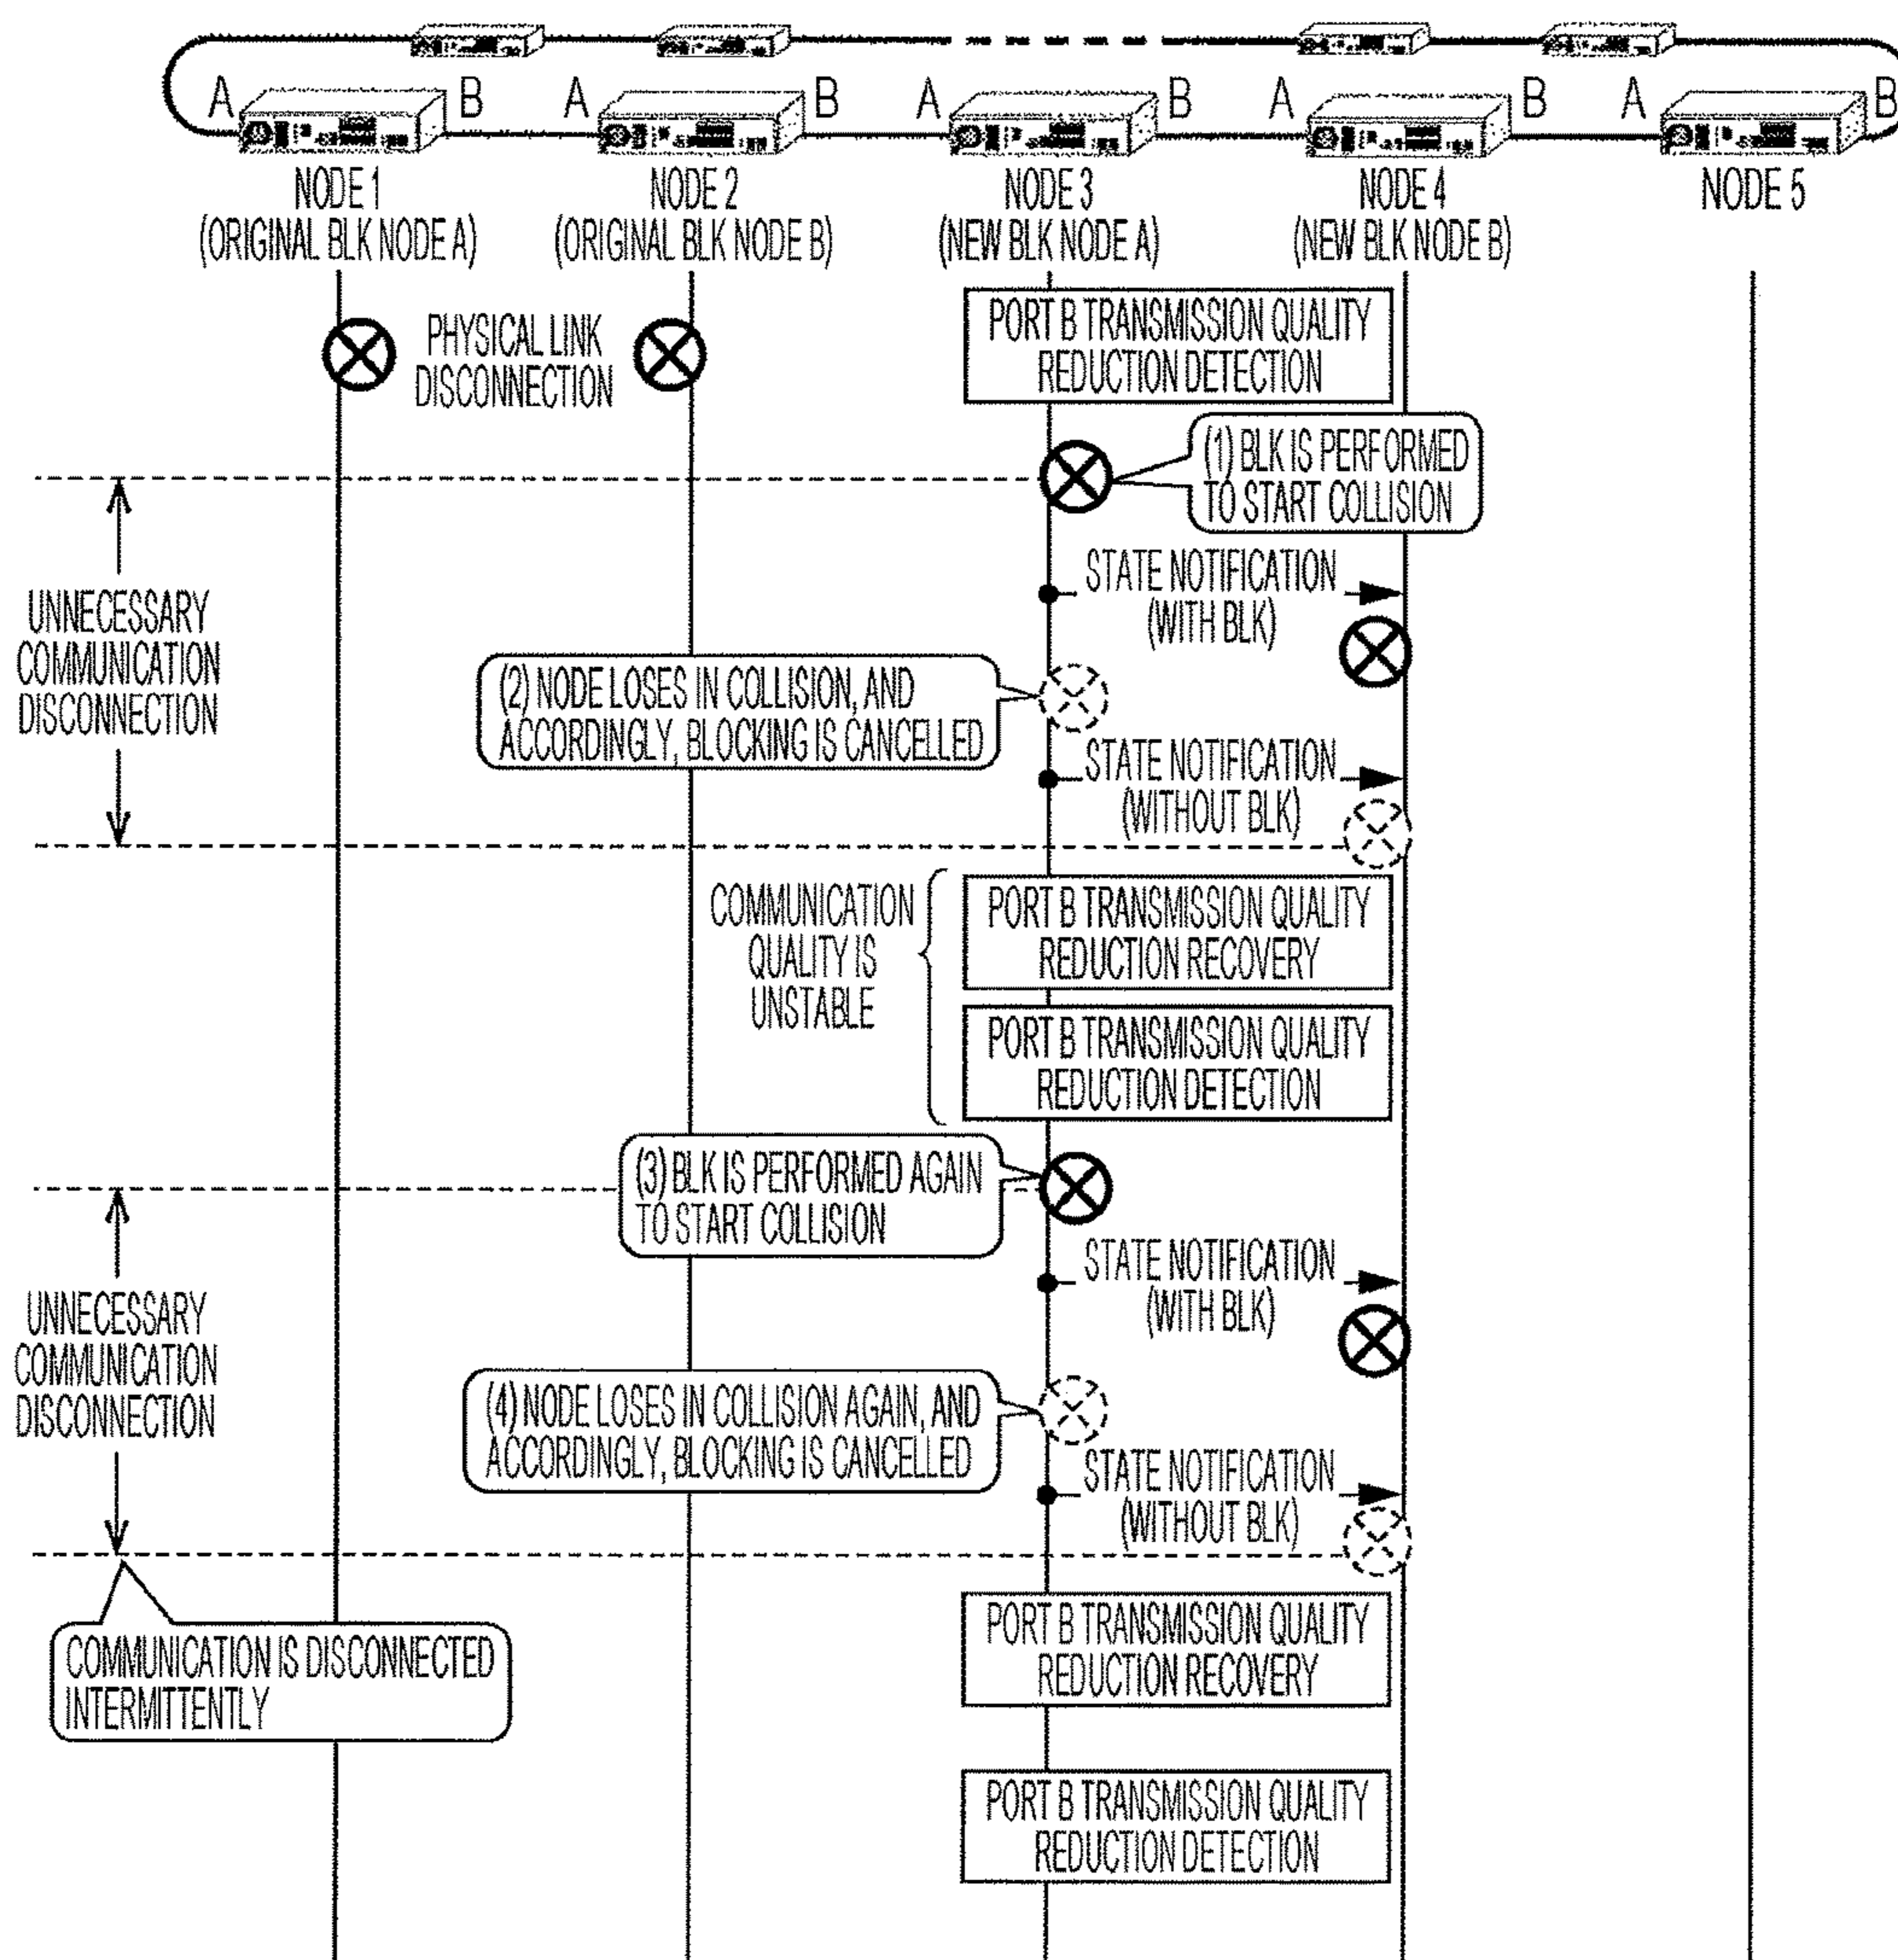 A B A B A B A B A B
NODE 1
(ORIGINAL BLK NODE A)
NODE 2
(ORIGINAL BLK NODE B)
NODE 3
(NEW BLK NODE A)
NODE 4
(NEW BLK NODE B)
NODE 5
PHYSICAL LINK
DISCONNECTION
PORT B TRANSMISSION QUALITY
REDUCTION DETECTION
(1) BLK IS PERFORMED
TO START COLLISION
UNNECESSARY
COMMUNICATION
DISCONNECTION
STATE NOTIFICATION
(WITH BLK)
(2) NODE LOSES IN COLLISION, AND
ACCORDINGLY, BLOCKING IS CANCELLED
STATE NOTIFICATION
(WITHOUT BLK)
COMMUNICATION
QUALITY IS
UNSTABLE
PORT B TRANSMISSION QUALITY
REDUCTION RECOVERY
PORT B TRANSMISSION QUALITY
REDUCTION DETECTION
(3) BLK IS PERFORMED AGAIN
TO START COLLISION
UNNECESSARY
COMMUNICATION
DISCONNECTION
STATE NOTIFICATION
(WITH BLK)
(4) NODE LOSES IN COLLISION AGAIN, AND
ACCORDINGLY, BLOCKING IS CANCELLED
STATE NOTIFICATION
(WITHOUT BLK)
COMMUNICATION IS DISCONNECTED
INTERMITTENTLY
PORT B TRANSMISSION QUALITY
REDUCTION RECOVERY
PORT B TRANSMISSION QUALITY
REDUCTION DETECTION